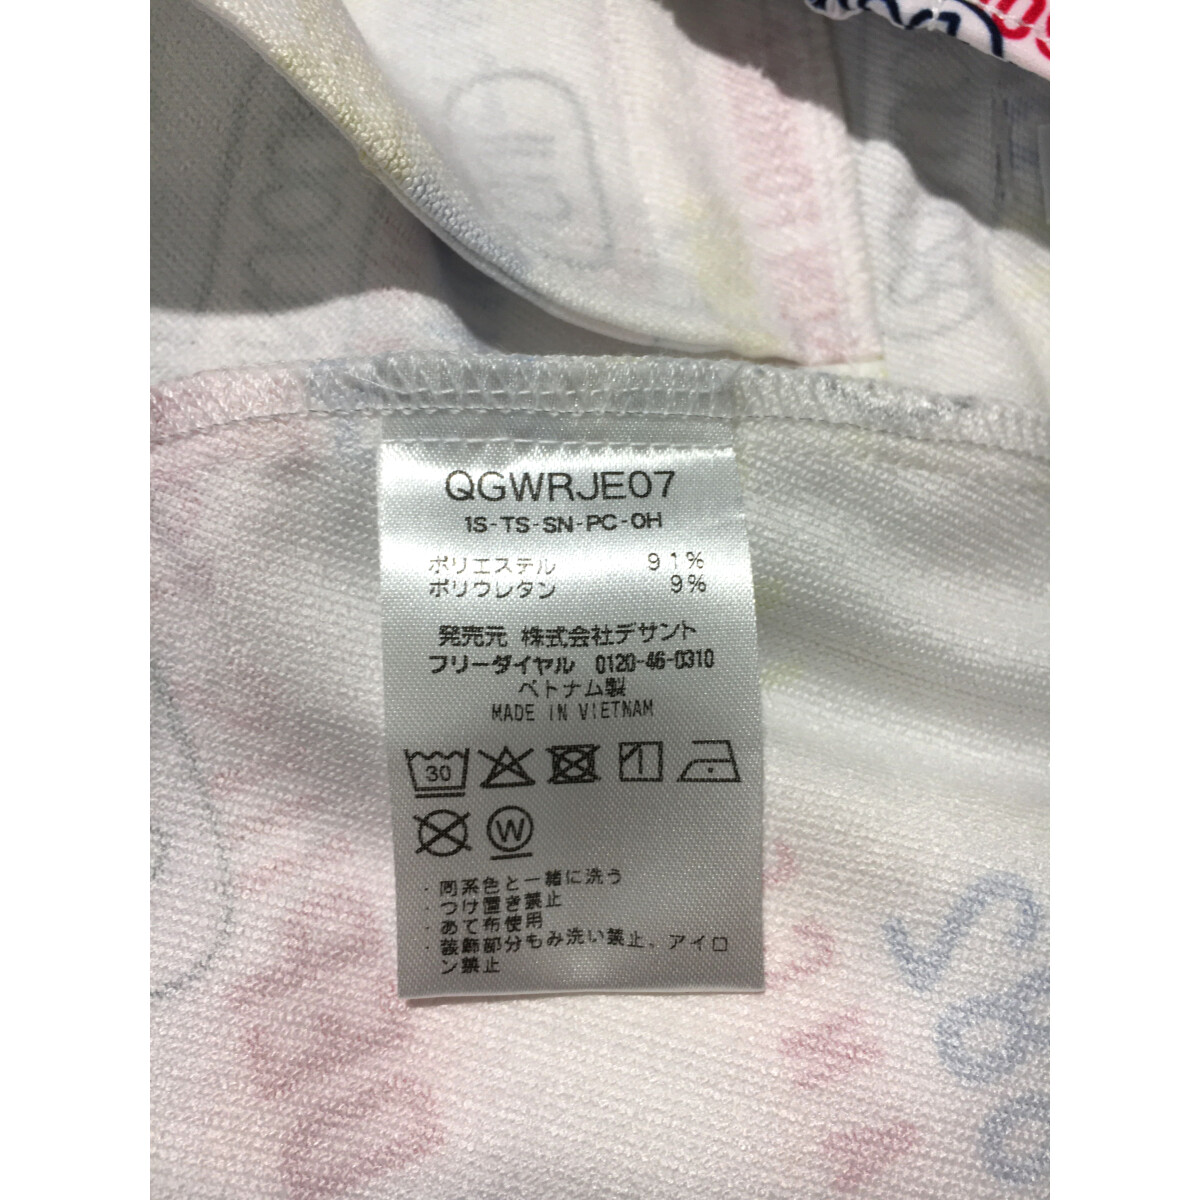 QGWRJE07
1S-TS-SN-PC-OH
ポリエステル 91%
ポリウレタン 9%
発売元 株式会社デサント
フリーダイヤル 0120-46-0310
ベトナム製
MADE IN VIETNAM
30
W
・同系色と一緒に洗う
・つけ置き禁止
・あて布使用
・装飾部分もみ洗い禁止、アイロ
ン禁止